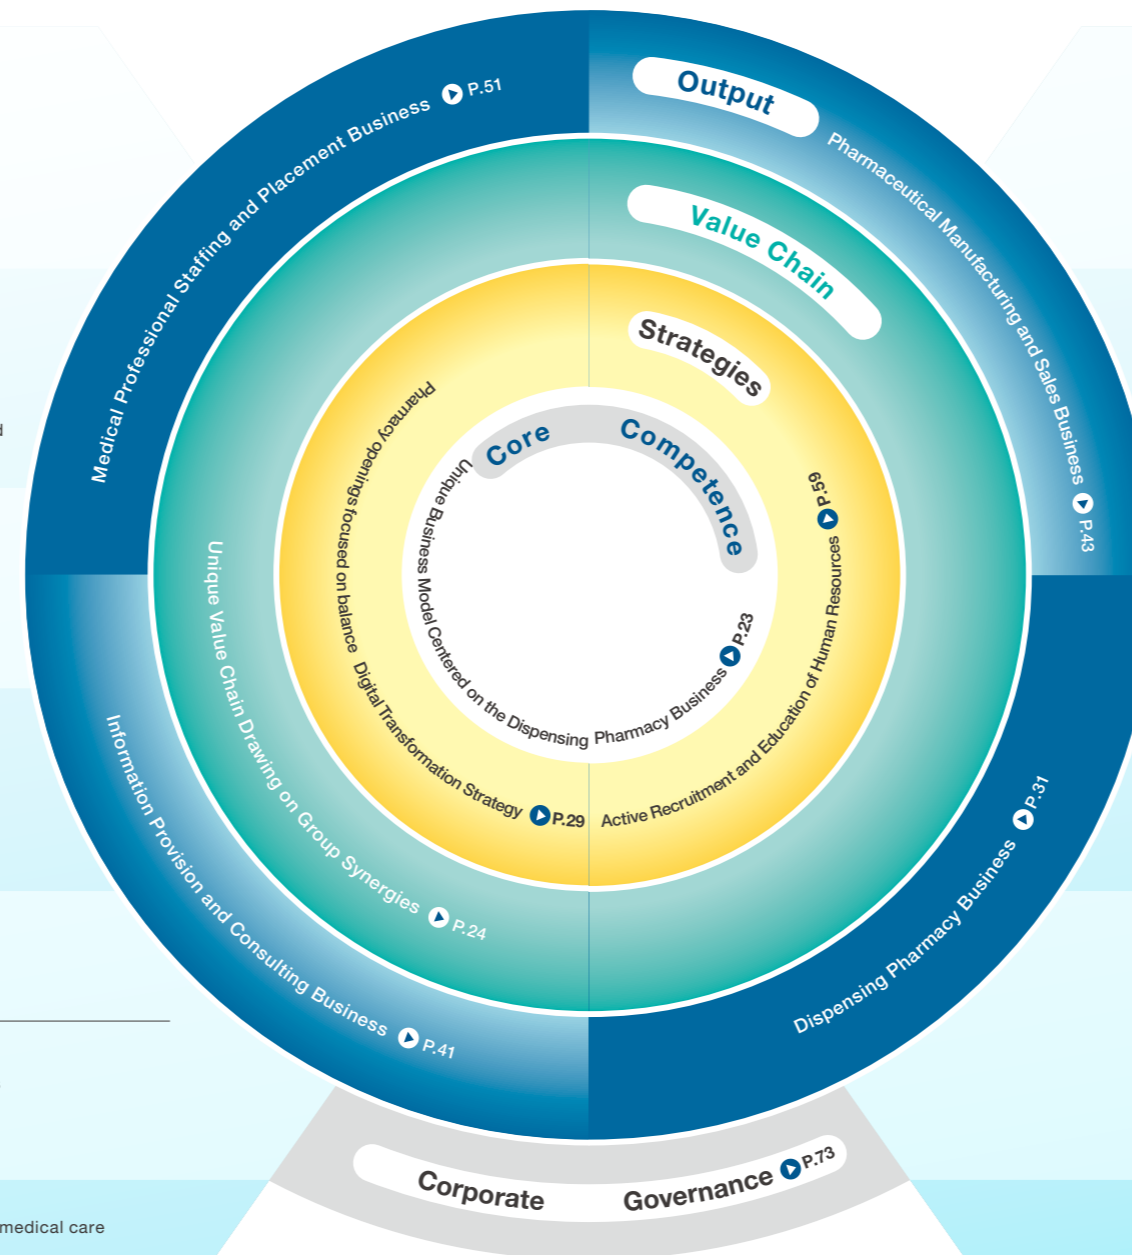 Output
Pharmaceutical Manufacturing and Sales Business P.43
Medical Professional Staffing and Placement Business P.51
Value Chain
Strategies
Core Competence
Unique Business Model Centered on the Dispensing Pharmacy Business P.23
Pharmacy openings focused on balance
Digital Transformation Strategy P.29
Active Recruitment and Education of Human Resources P.59
Unique Value Chain Drawing on Group Synergies P.24
Information Provision and Consulting Business P.41
Dispensing Pharmacy Business P.31
Corporate Governance P.73
medical care